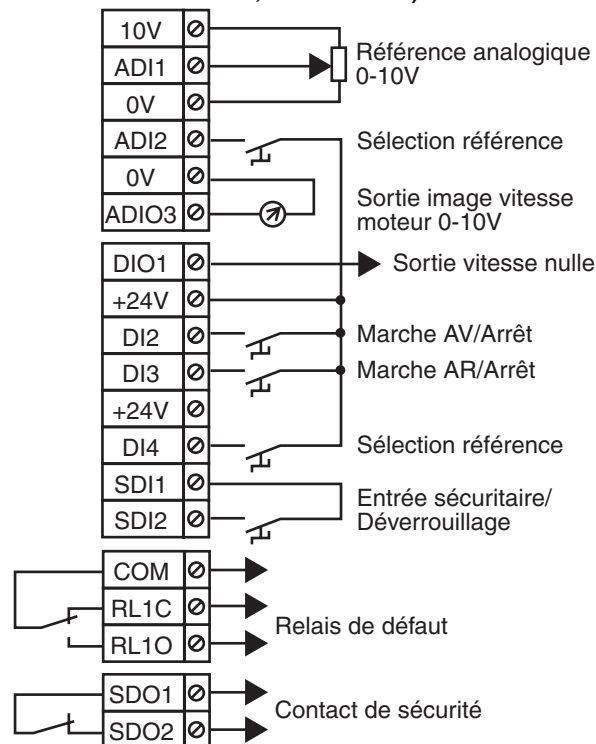 10V
ADI1
Référence analogique
0-10V
0V
ADI2
Sélection référence
0V
ADIO3
Sortie image vitesse
moteur 0-10V
DIO1
Sortie vitesse nulle
+24V
DI2
Marche AV/Arrêt
DI3
Marche AR/Arrêt
+24V
DI4
Sélection référence
SDI1
SDI2
Entrée sécuritaire/
Déverrouillage
COM
RL1C
RL1O
Relais de défaut
SDO1
SDO2
Contact de sécurité